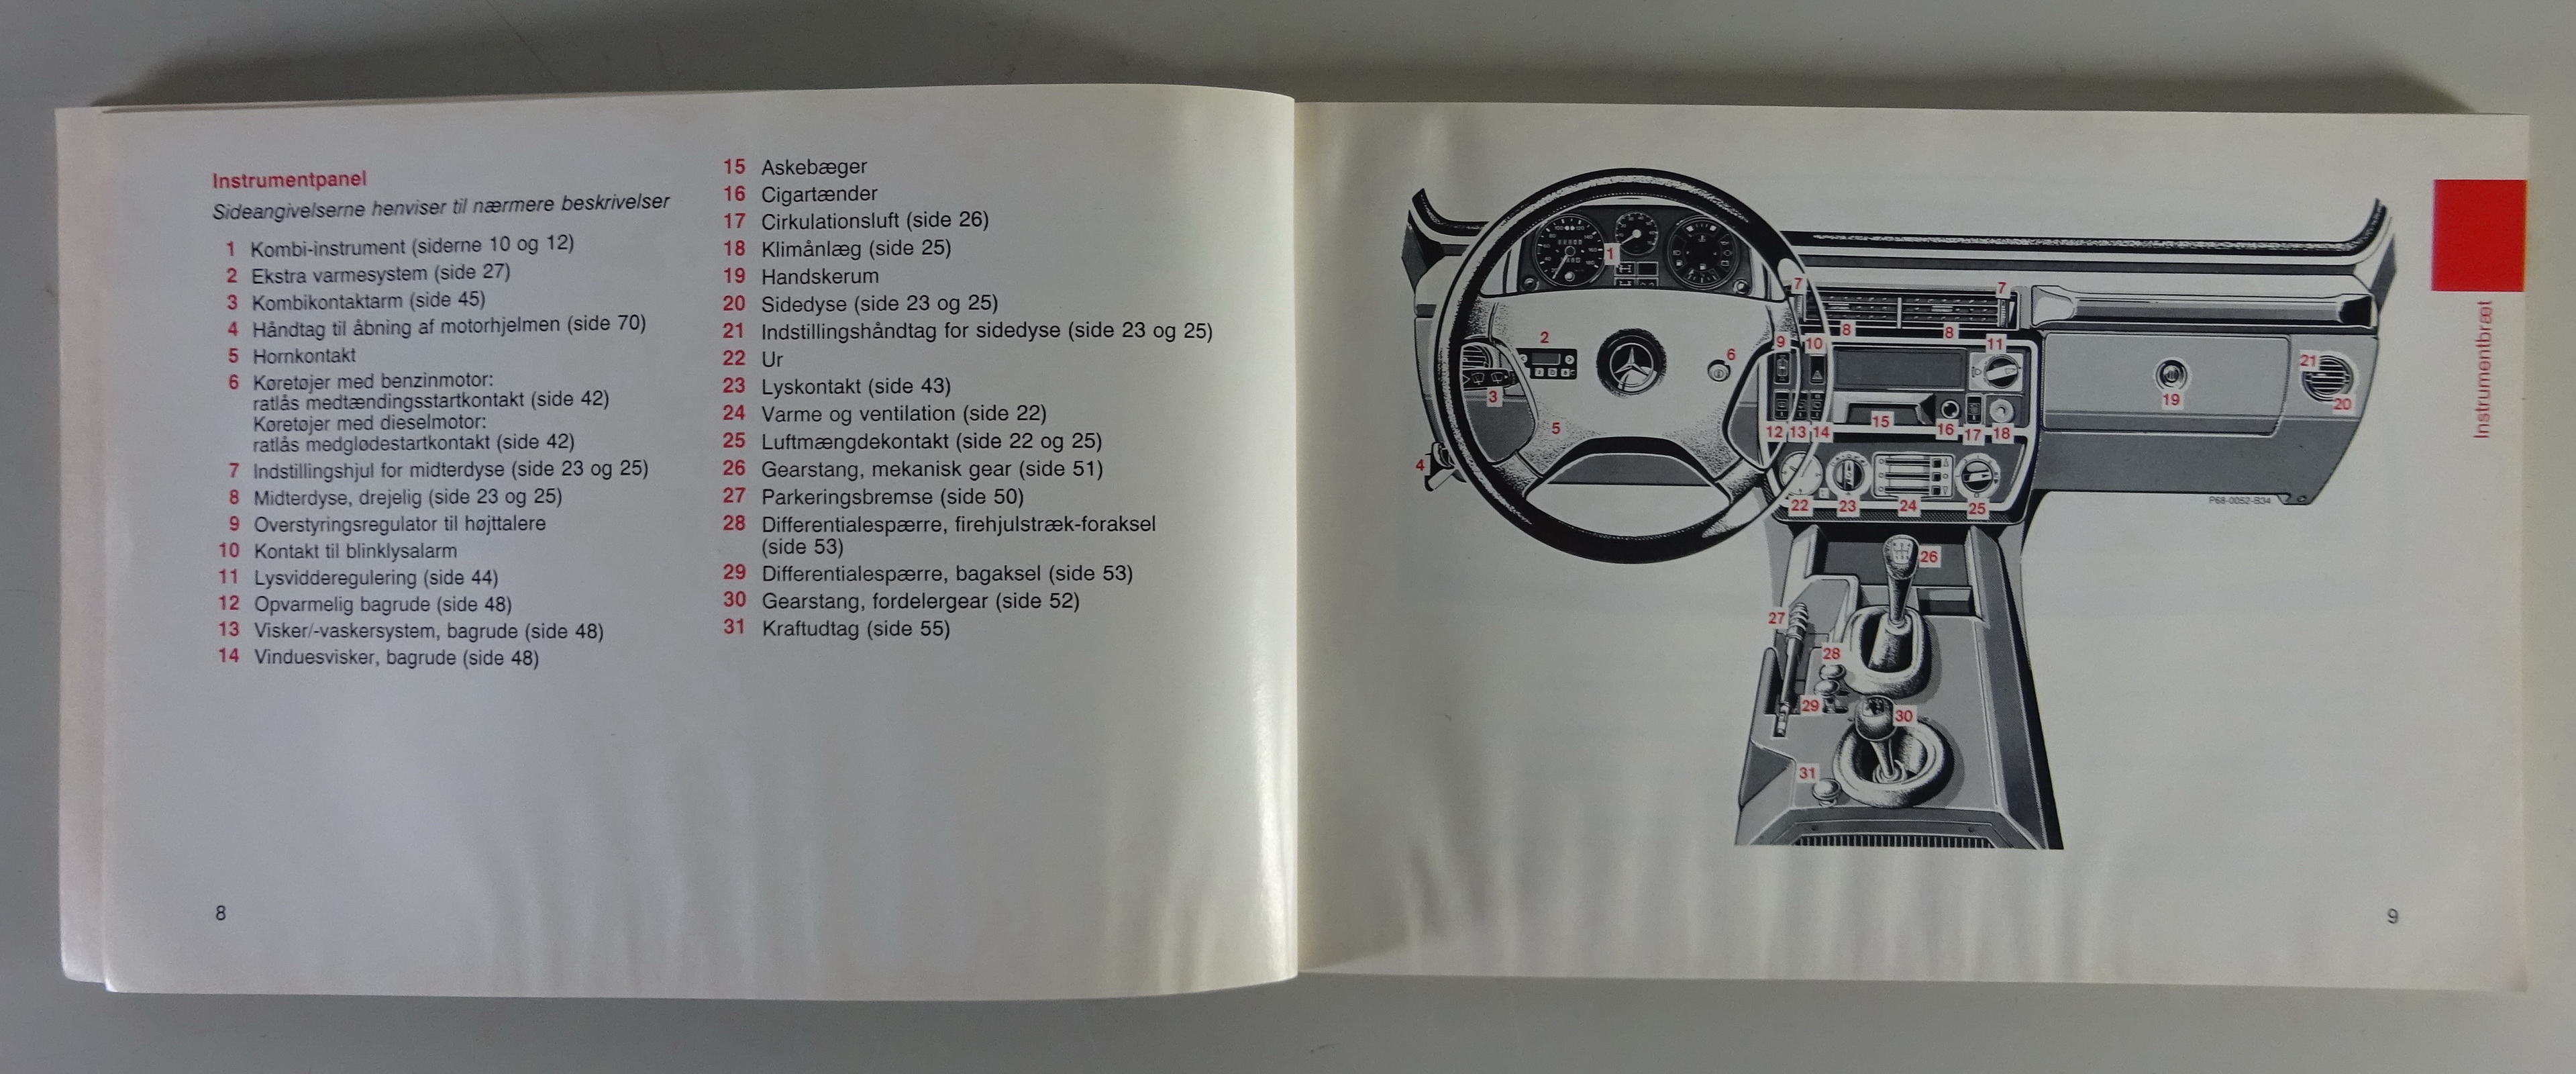 Instrumentpanel
Sideangivelserne henviser til nærmere beskrivelser
1 Kombi-instrument (siderne 10 og 12)
2 Ekstra varmesystem (side 27)
3 Kombikontaktarm (side 45)
4 Håndtag til åbning af motorhjelmen (side 70)
5 Hornkontakt
6 Køretøjer med benzinmotor:
ratlås medtændingsstartkontakt (side 42)
Køretøjer med dieselmotor:
ratlås medglødestartkontakt (side 42)
7 Indstillingshjul for midterdyse (side 23 og 25)
8 Midterdyse, drejelig (side 23 og 25)
9 Overstyringsregulator til højttalere
10 Kontakt til blinklysalarm
11 Lysvidderegulering (side 44)
12 Opvarmelig bagrude (side 48)
13 Visker/-vaskersystem, bagrude (side 48)
14 Vinduesvisker, bagrude (side 48)
15 Askebæger
16 Cigartænder
17 Cirkulationsluft (side 26)
18 Klimånlæg (side 25)
19 Handskerum
20 Sidedyse (side 23 og 25)
21 Indstillingshåndtag for sidedyse (side 23 og 25)
22 Ur
23 Lyskontakt (side 43)
24 Varme og ventilation (side 22)
25 Luftmængdekontakt (side 22 og 25)
26 Gearstang, mekanisk gear (side 51)
27 Parkeringsbremse (side 50)
28 Differentialespærre, firehjulstræk-foraksel
(side 53)
29 Differentialespærre, bagaksel (side 53)
30 Gearstang, fordelergear (side 52)
31 Kraftudtag (side 55)
8
1
7 7
8 8
2
6
9 10
11
21
3
19
20
5
15
16 17 18
12 13 14
4
22 23 24 25
P68-0052-B34
26
27
28
29
30
31
Instrumentbræt
9